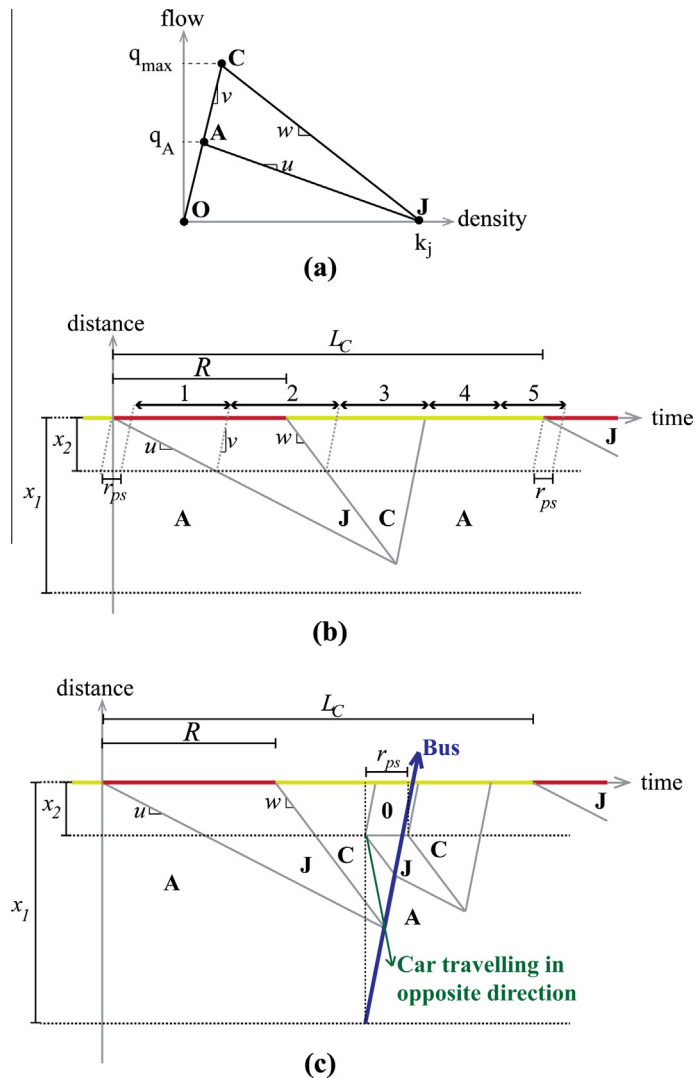 flow
q_max
C
v
q_A
A
w
u
O
J
density
k_j
(a)
distance
L_C
R
1 2 3 4 5
time
x_2
u
v
w
J
r_ps
r_ps
x_1
A
J
C
A
(b)
distance
L_C
R
r_ps
Bus
time
x_2
u
w
0
J
C
C
J
J
A
A
x_1
Car travelling in
opposite direction
(c)